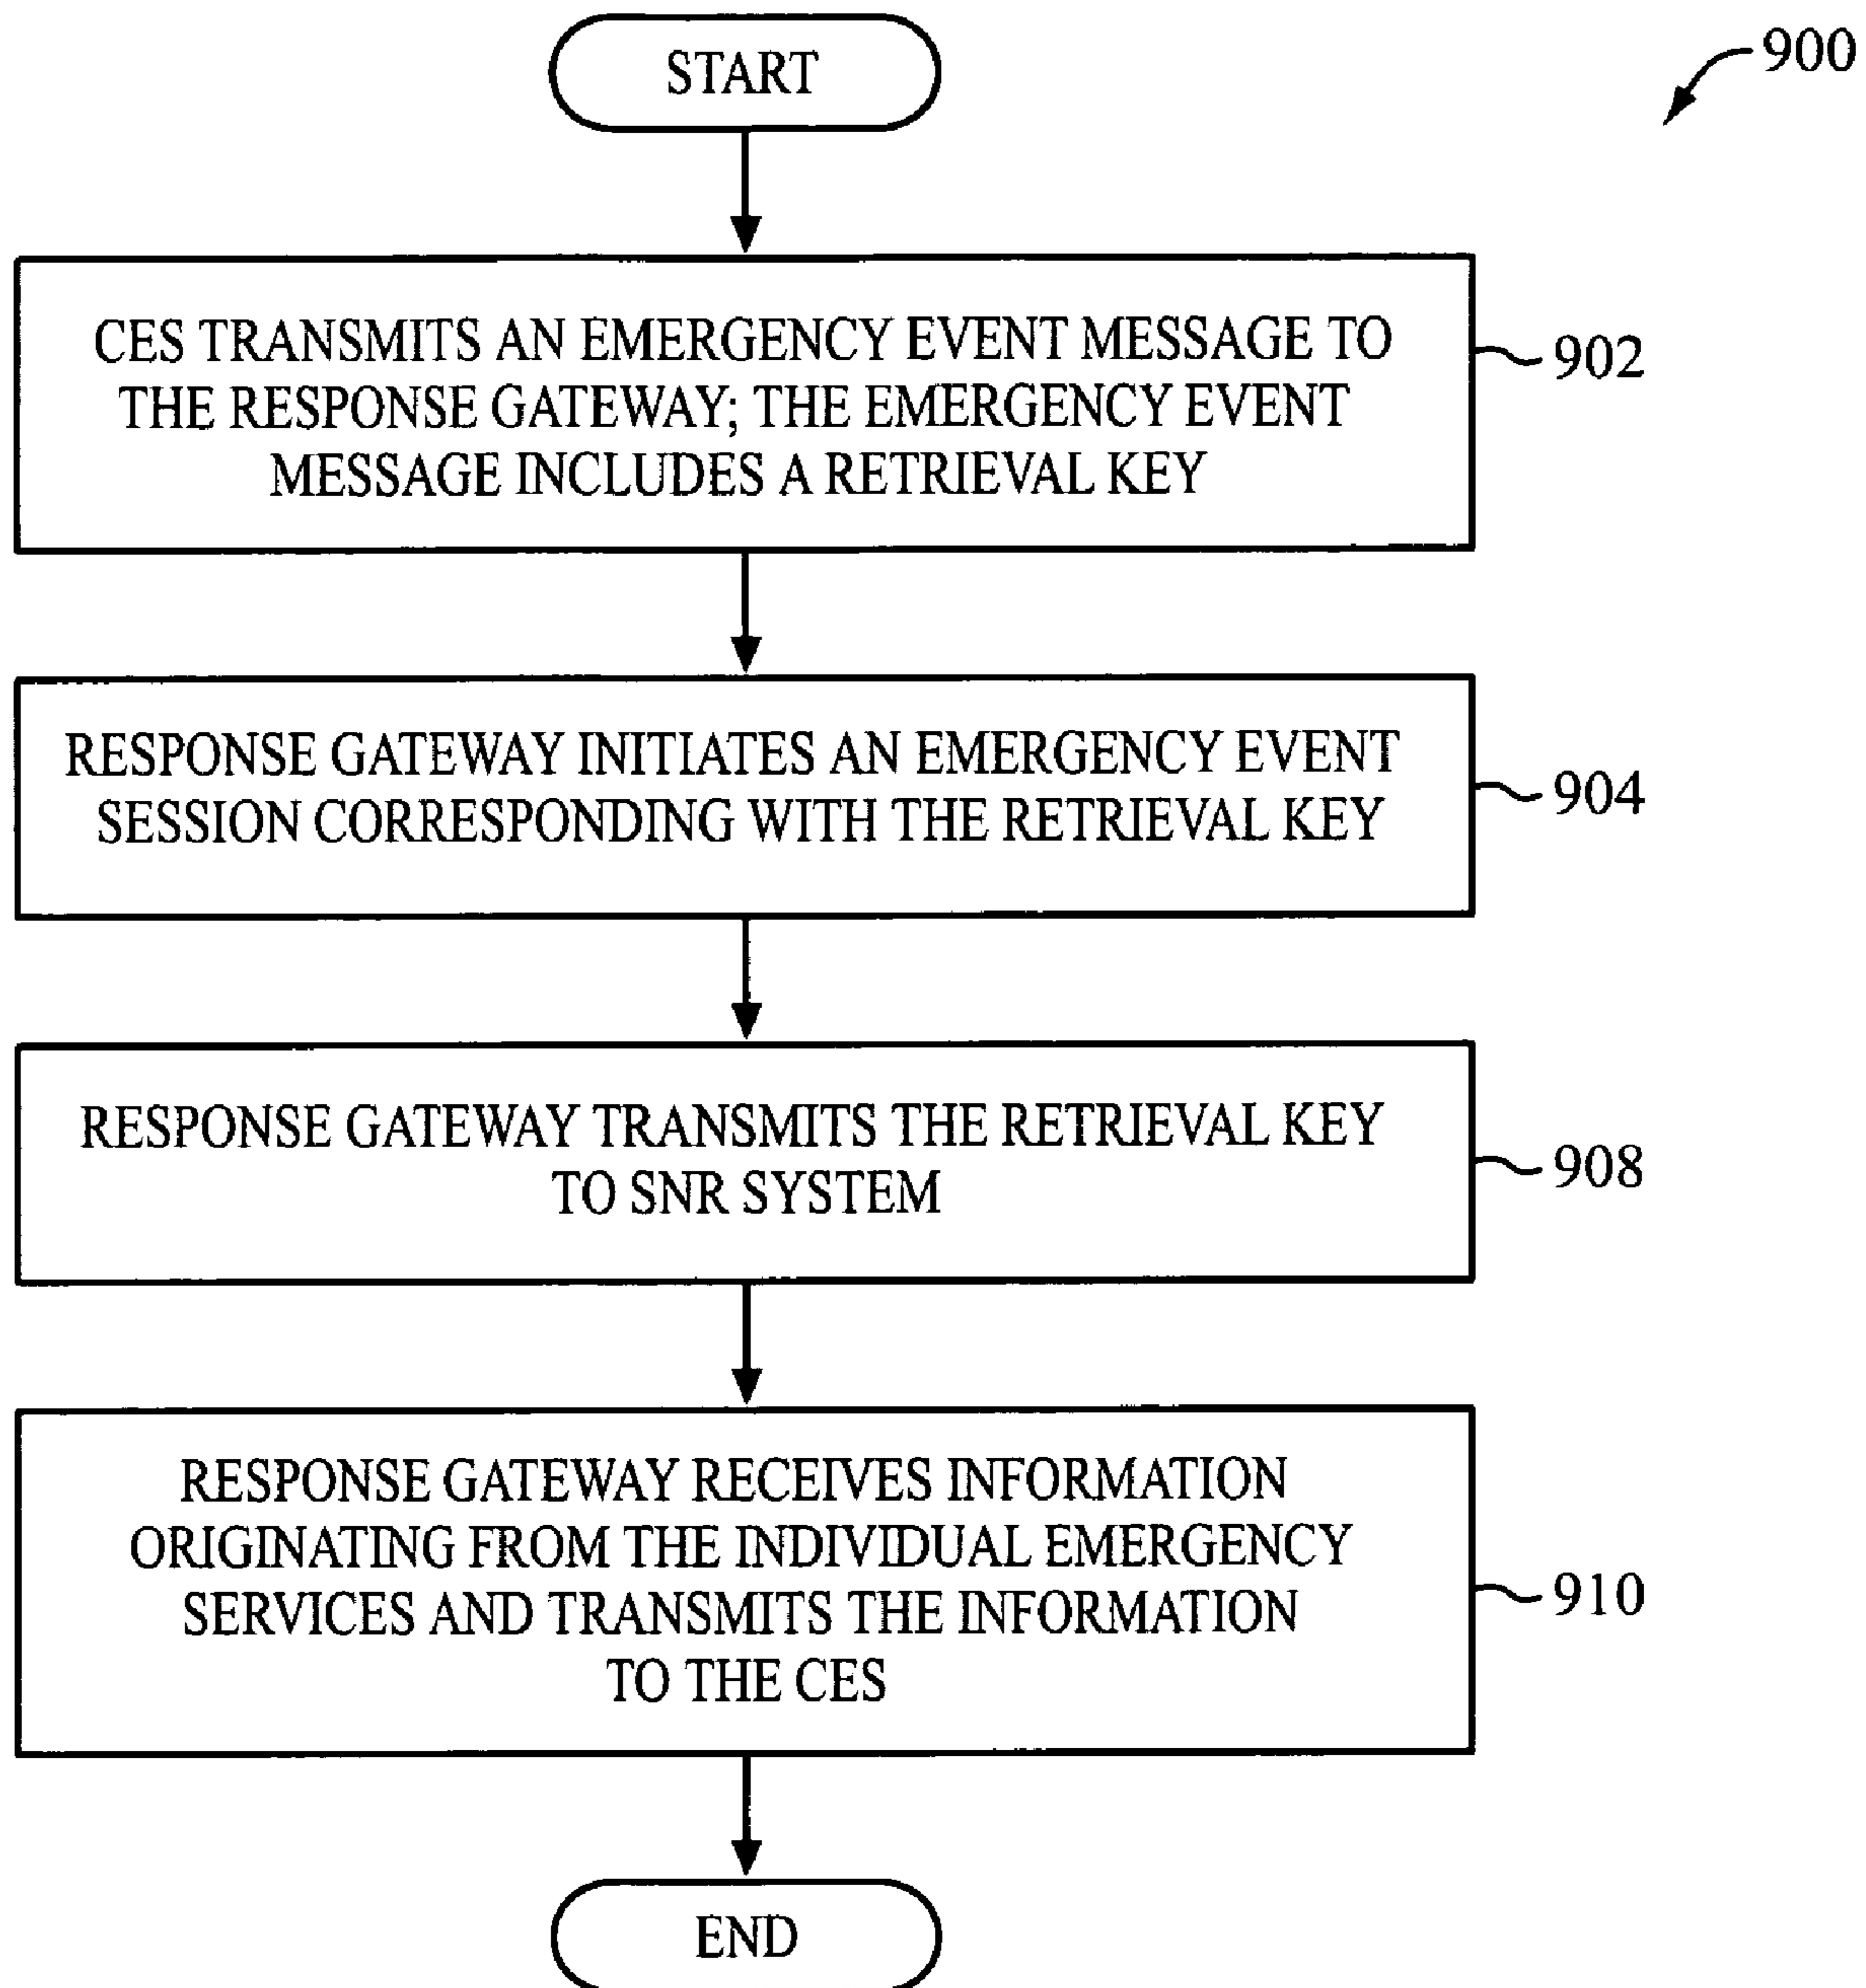 START
900
CES TRANSMITS AN EMERGENCY EVENT MESSAGE TO
THE RESPONSE GATEWAY; THE EMERGENCY EVENT
MESSAGE INCLUDES A RETRIEVAL KEY
902
RESPONSE GATEWAY INITIATES AN EMERGENCY EVENT
SESSION CORRESPONDING WITH THE RETRIEVAL KEY
904
RESPONSE GATEWAY TRANSMITS THE RETRIEVAL KEY
TO SNR SYSTEM
908
RESPONSE GATEWAY RECEIVES INFORMATION
ORIGINATING FROM THE INDIVIDUAL EMERGENCY
SERVICES AND TRANSMITS THE INFORMATION
TO THE CES
910
END